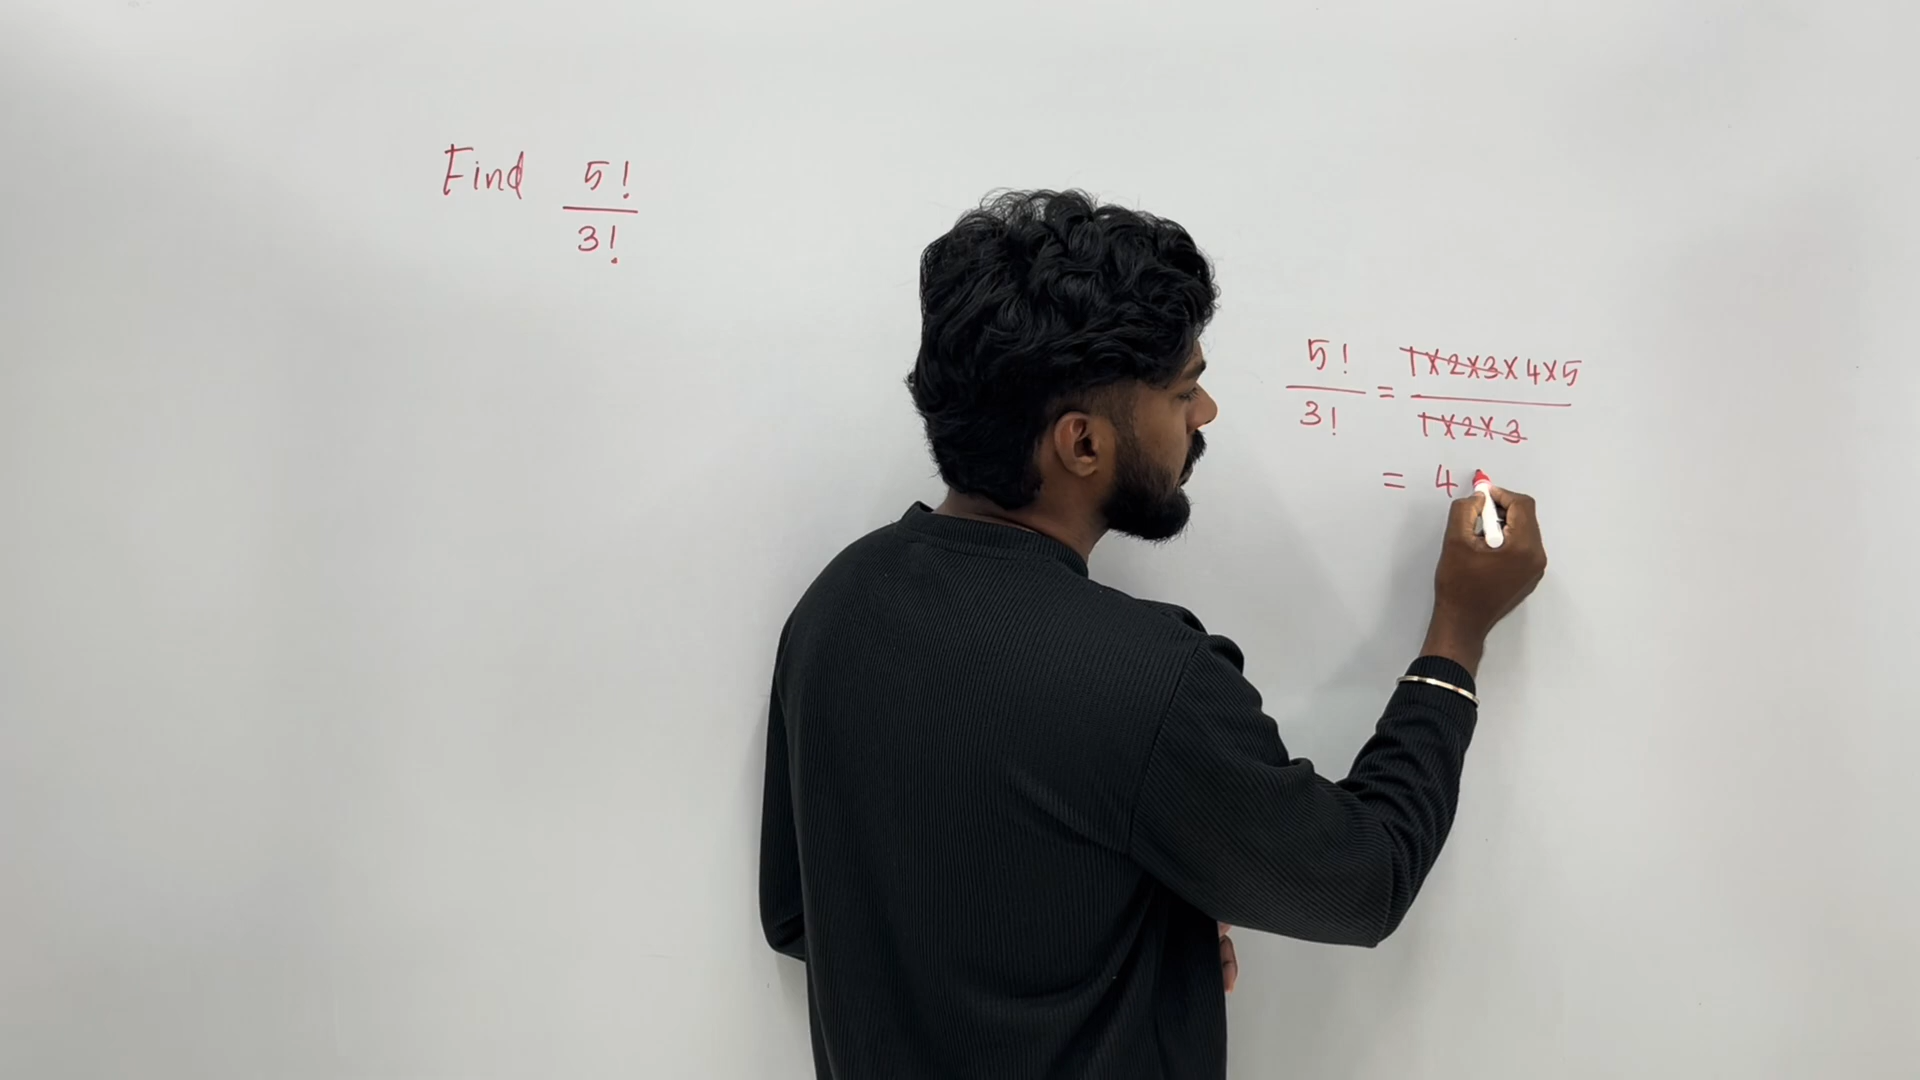 Find 5!
3!
5! = 1×2×3×4×5
3! 1×2×3
= 4